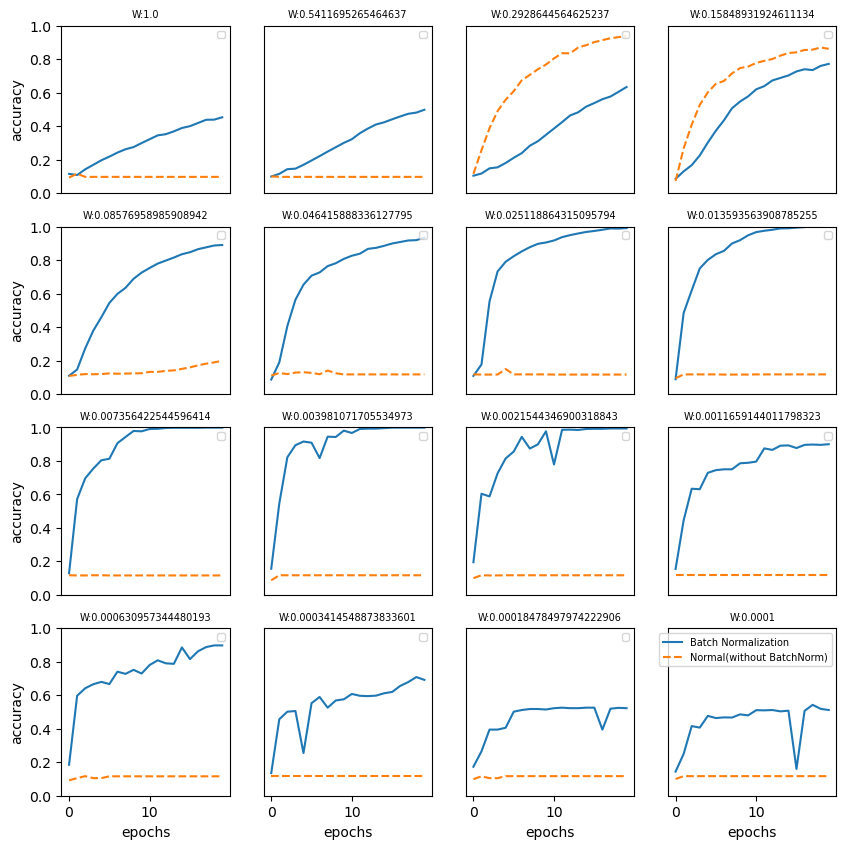 W:1.0 W:0.5411695265464637 W:0.2928644564625237 W:0.15848931924611134
1.0
0.8
0.6
0.4
0.2
0.0
accuracy
W:0.08576958985908942 W:0.046415888336127795 W:0.025118864315095794 W:0.013593563908785255
1.0
0.8
0.6
0.4
0.2
0.0
accuracy
W:0.007356422544596414 W:0.003981071705534973 W:0.0021544346900318843 W:0.0011659144011798323
1.0
0.8
0.6
0.4
0.2
0.0
accuracy
W:0.000630957344480193 W:0.0003414548873833601 W:0.00018478497974222906 W:0.0001
Batch Normalization
Normal(without BatchNorm)
1.0
0.8
0.6
0.4
0.2
0.0
accuracy
0 10 0 10 0 10 0 10
epochs epochs epochs epochs